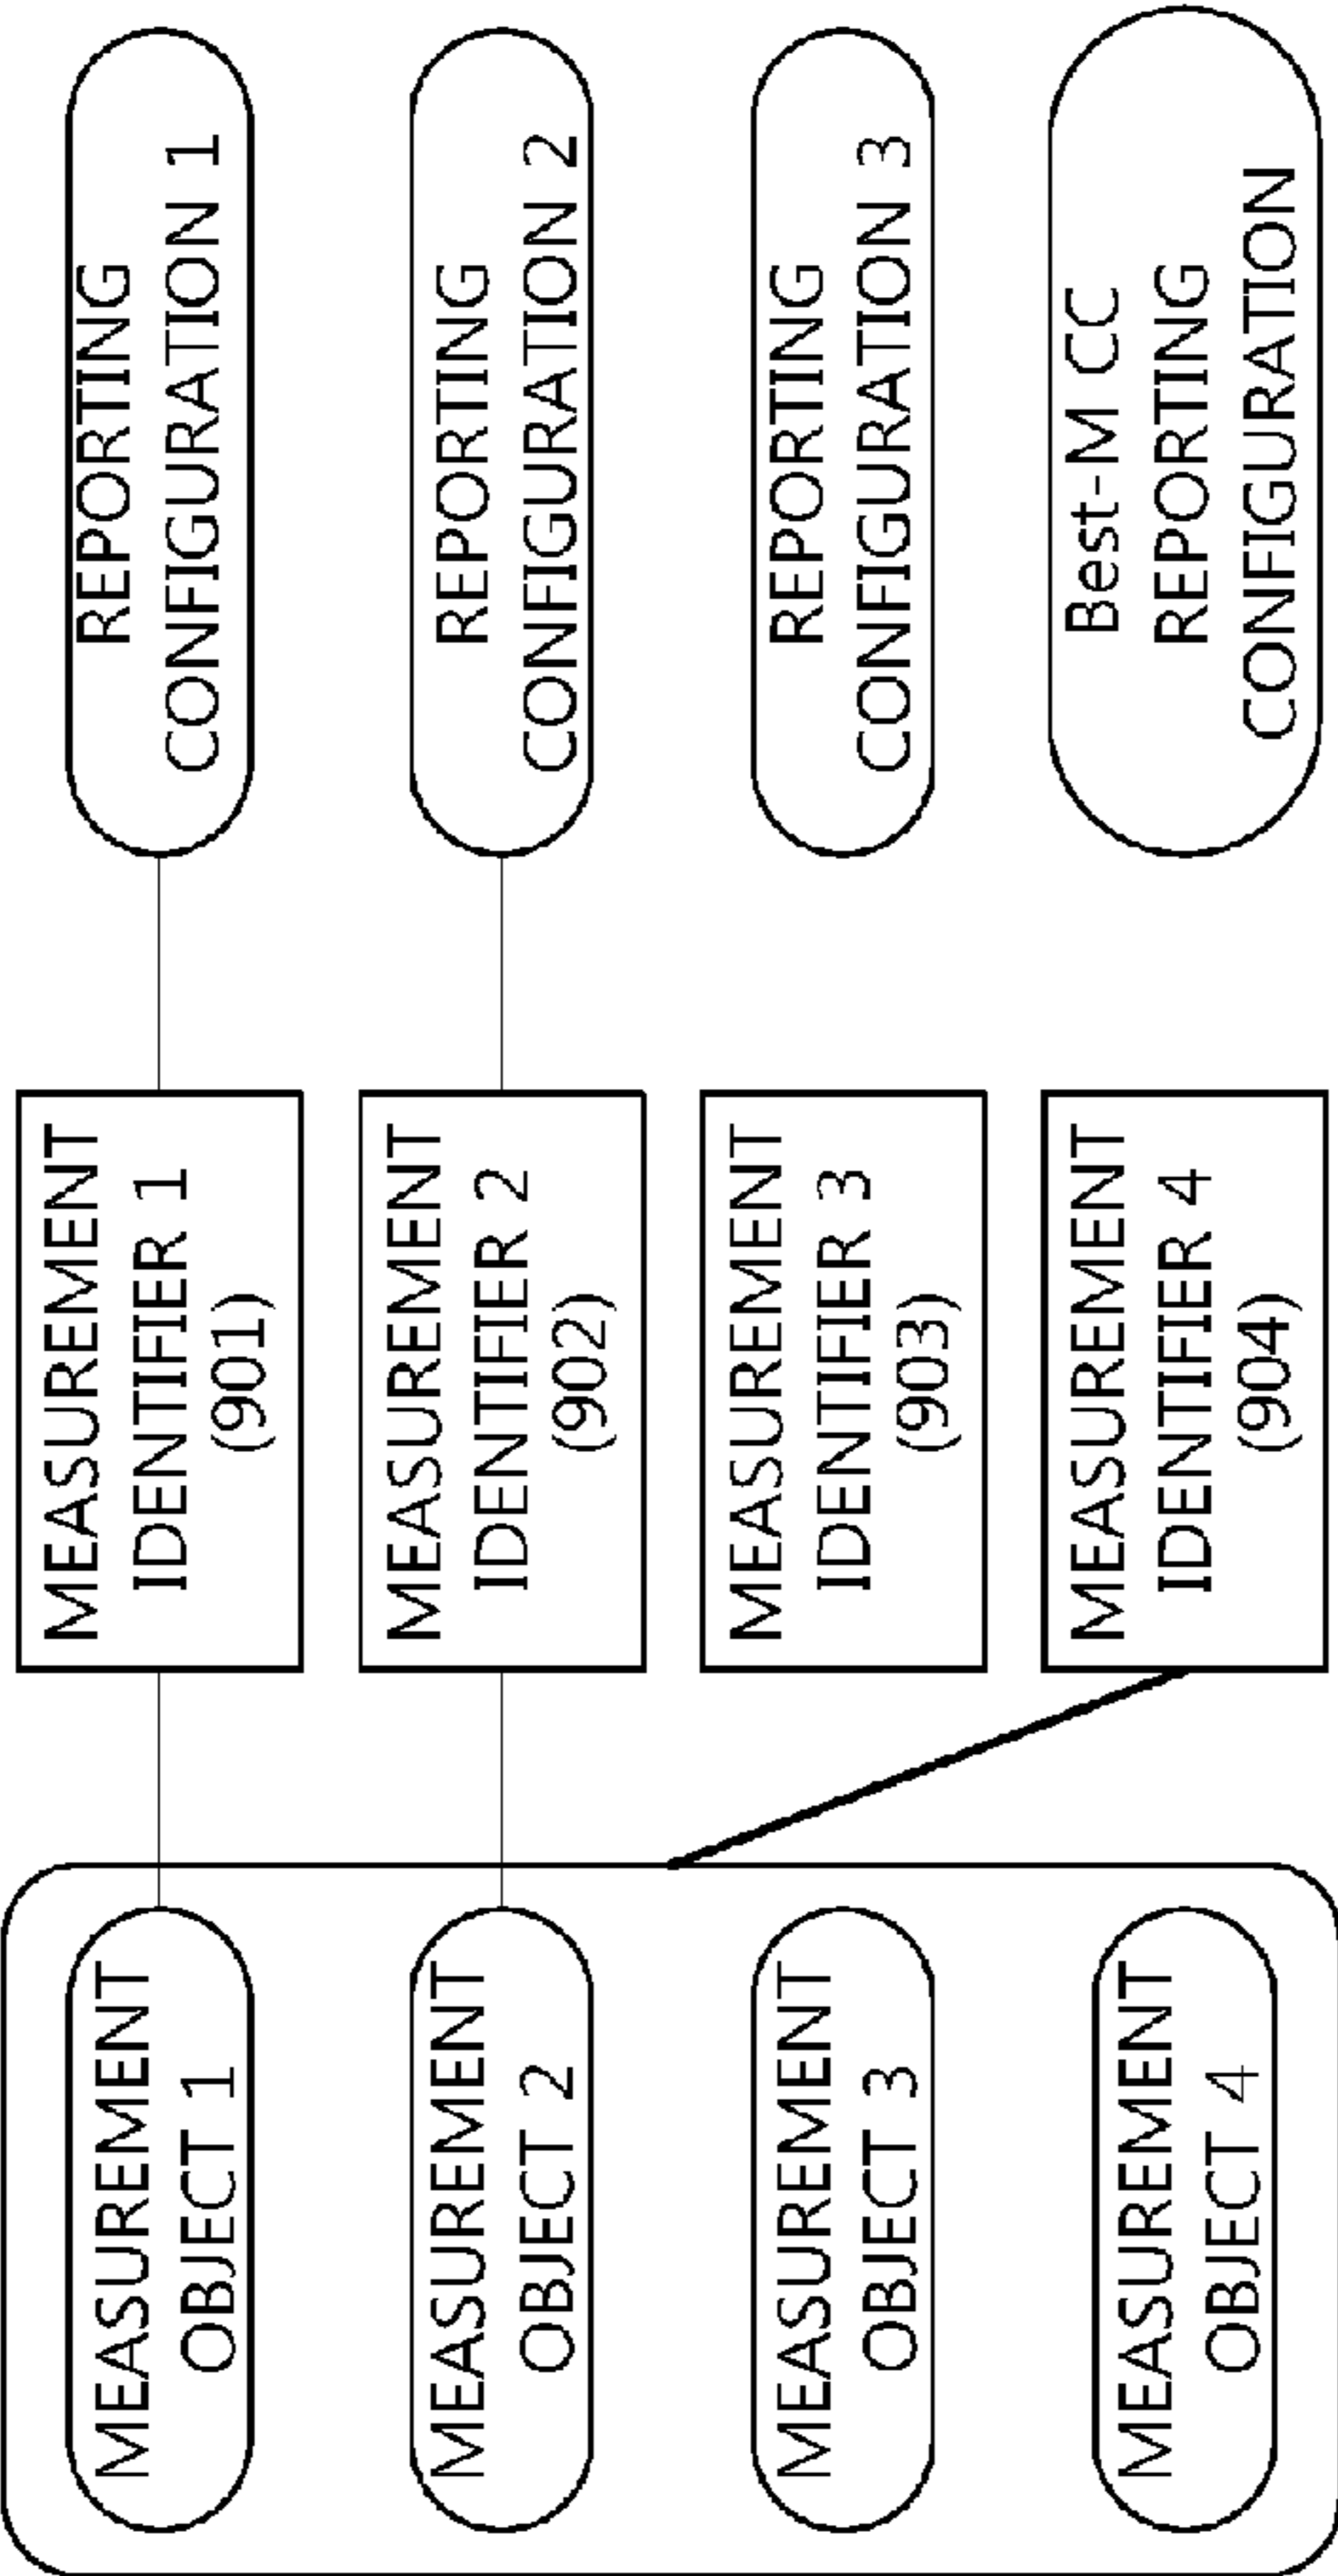 MEASUREMENT
OBJECT 1
MEASUREMENT
IDENTIFIER 1
(901)
REPORTING
CONFIGURATION 1
MEASUREMENT
OBJECT 2
MEASUREMENT
IDENTIFIER 2
(902)
REPORTING
CONFIGURATION 2
MEASUREMENT
OBJECT 3
MEASUREMENT
IDENTIFIER 3
(903)
REPORTING
CONFIGURATION 3
MEASUREMENT
OBJECT 4
MEASUREMENT
IDENTIFIER 4
(904)
Best-M CC
REPORTING
CONFIGURATION